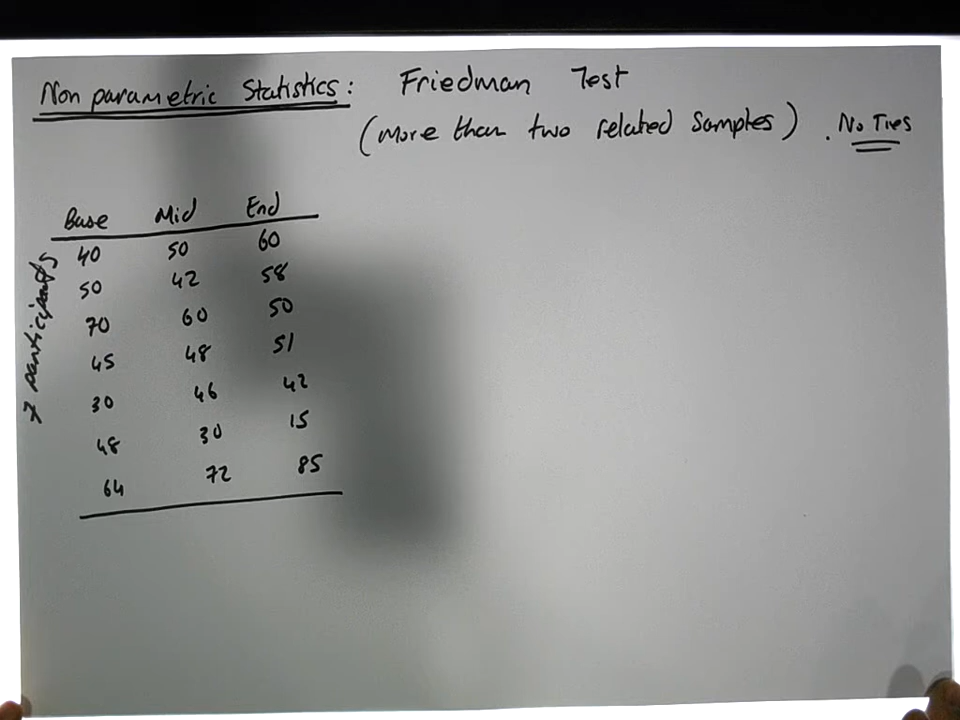 Non parametric Statistics: Friedman Test
(more than two related samples). No Ties
Base Mid End
40 50 60
50 42 58
70 60 50
45 48 51
30 46 42
48 30 15
64 72 85
7 participants